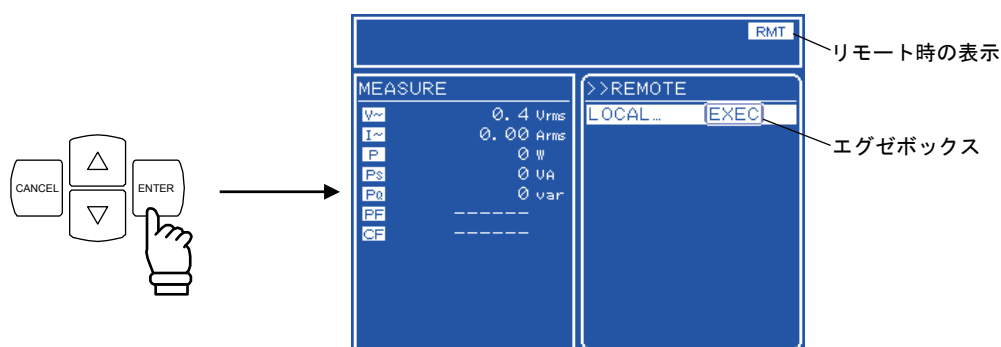 RMT
リモート時の表示
MEASURE
V~ 0.4 Vrms
I~ 0.00 Arms
P 0 W
Ps 0 VA
PQ 0 var
PF ------
CF ------
>>REMOTE
LOCAL… EXEC
エグゼボックス
CANCEL
ENTER